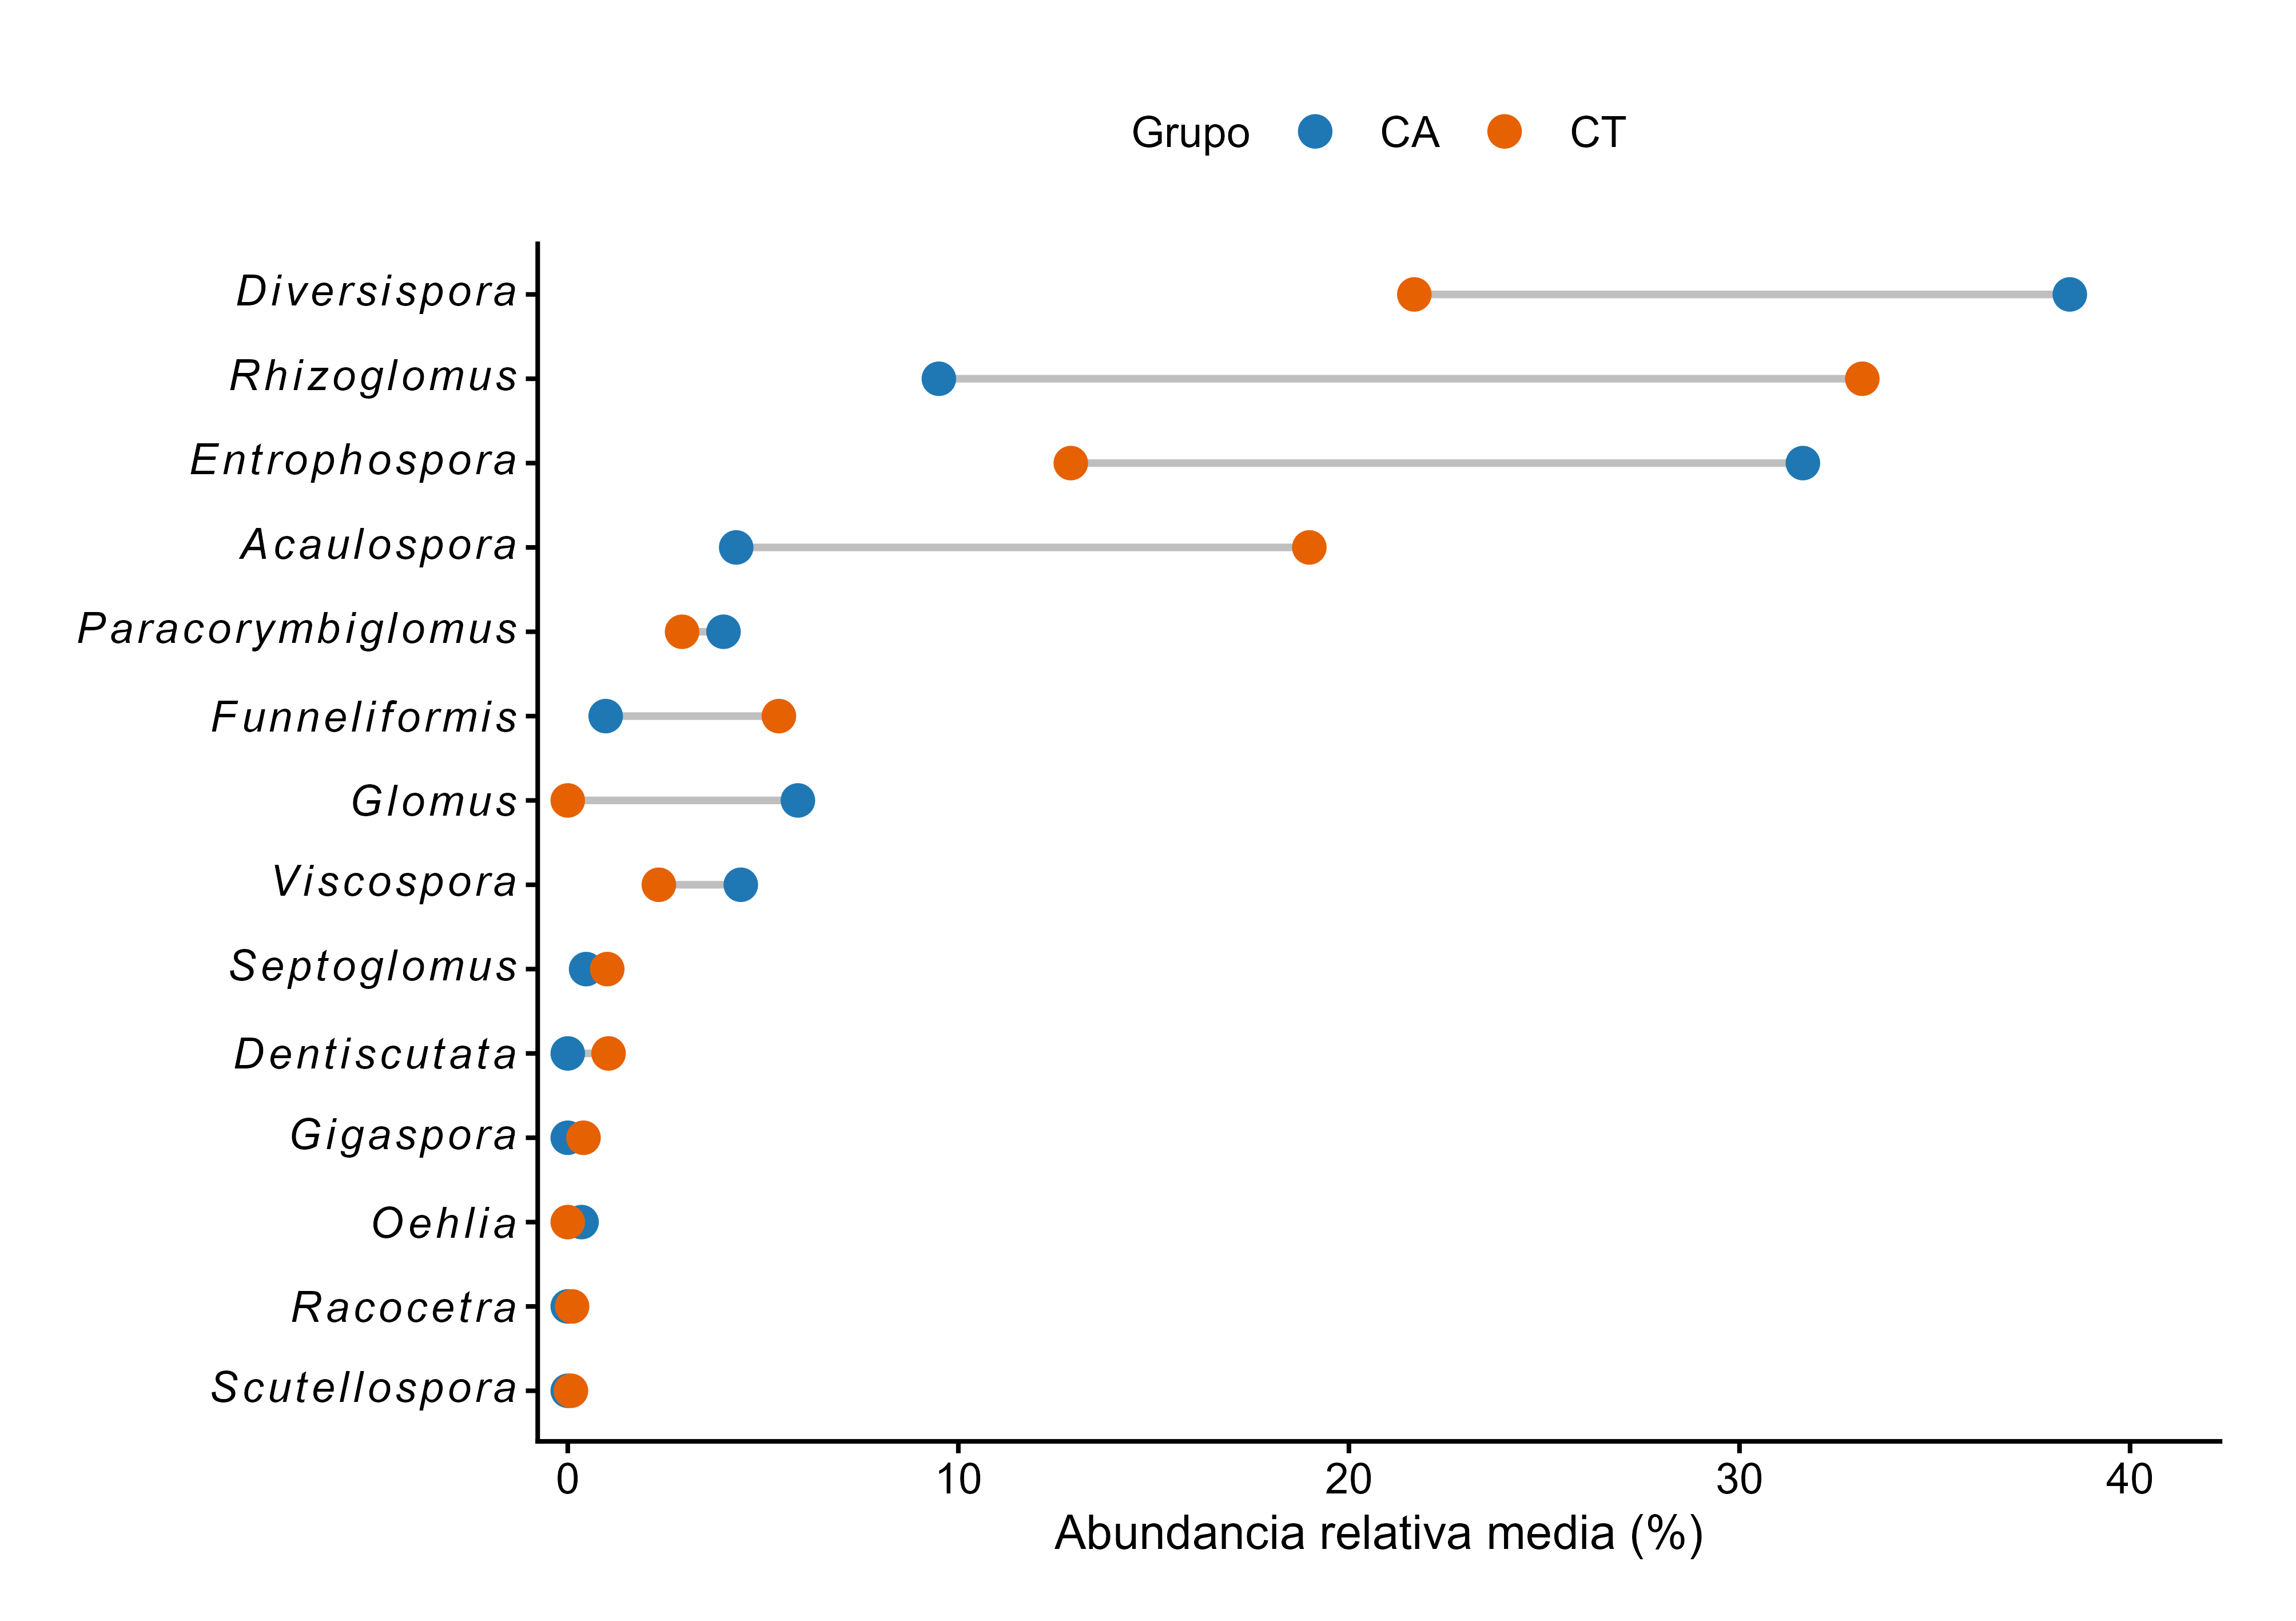 Grupo CA CT
Diversispora
Rhizoglomus
Entrophospora
Acaulospora
Paracorymbiglomus
Funneliformis
Glomus
Viscospora
Septoglomus
Dentiscutata
Gigaspora
Oehlia
Racocetra
Scutellospora
0 10 20 30 40
Abundancia relativa media (%)